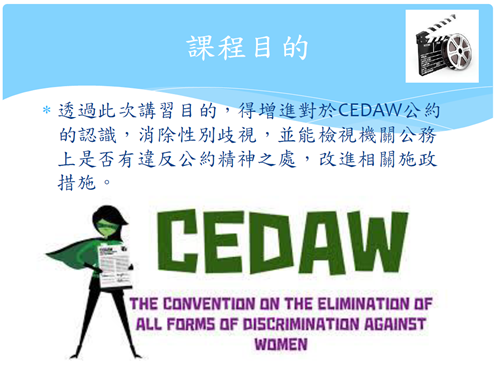 課程目的
* 透過此次講習目的，得增進對於CEDAW公約
的認識，消除性別歧視，並能檢視機關公務
上是否有違反公約精神之處，改進相關施政
措施。
CEDAW
THE CONVENTION ON THE ELIMINATION OF
ALL FORMS OF DISCRIMINATION AGAINST
WOMEN